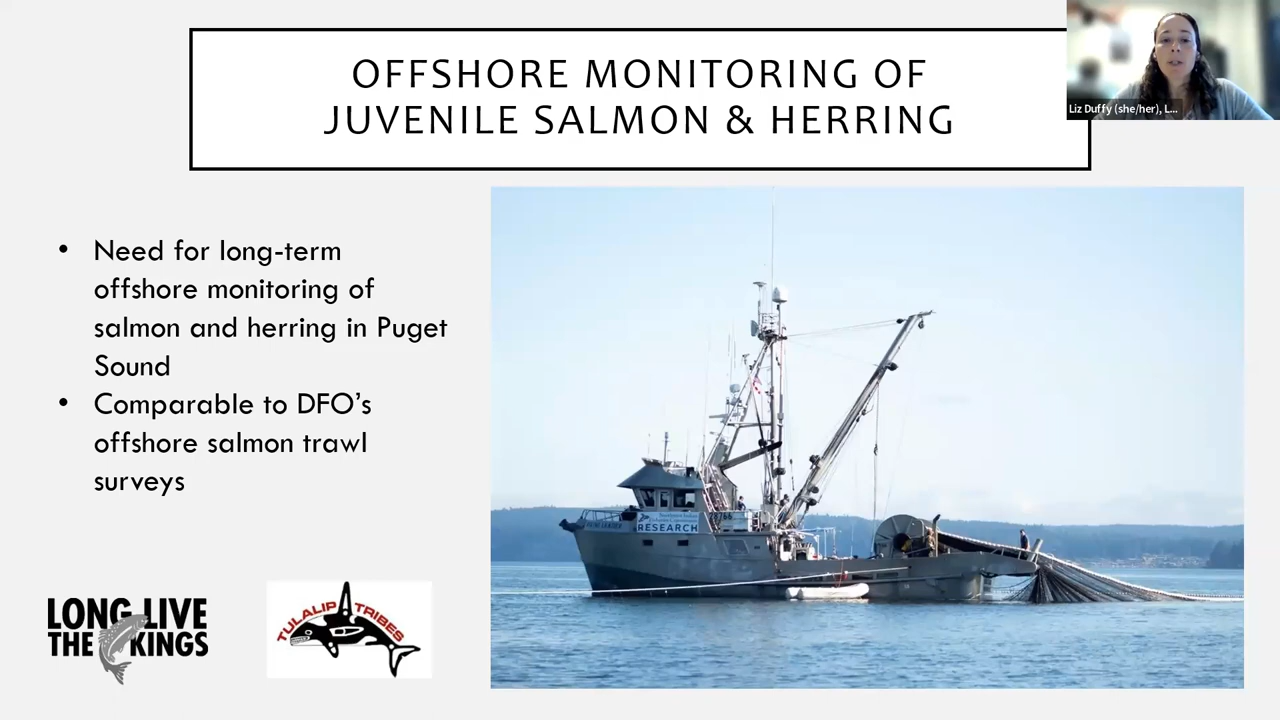 OFFSHORE MONITORING OF
JUVENILE SALMON & HERRING
Liz Duffy (she/her), L...
• Need for long-term
offshore monitoring of
salmon and herring in Puget
Sound
• Comparable to DFO’s
offshore salmon trawl
surveys
RESEARCH
LONG LIVE
THE KINGS
TULALIP TRIBES